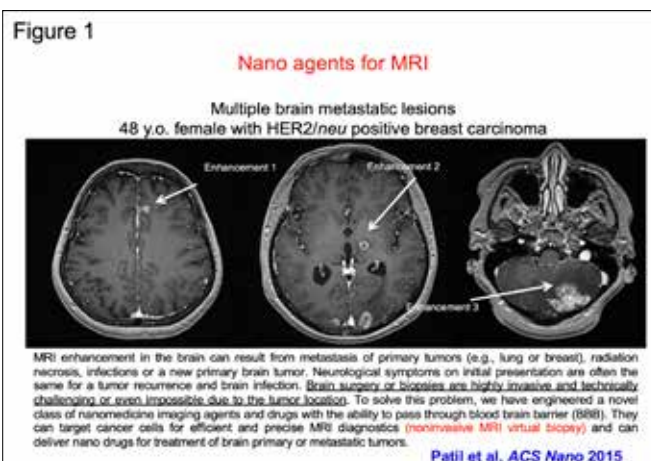 Figure 1
Nano agents for MRI
Multiple brain metastatic lesions
48 y.o. female with HER2/neu positive breast carcinoma
Enhancement 1
Enhancement 2
Enhancement 3
MRI enhancement in the brain can result from metastasis of primary tumors (e.g., lung or breast), radiation
necrosis, infections or a new primary brain tumor. Neurological symptoms on initial presentation are often the
same for a tumor recurrence and brain infection. Brain surgery or biopsies are highly invasive and technically
challenging or even impossible due to the tumor location. To solve this problem, we have engineered a novel
class of nanomedicine imaging agents and drugs with the ability to pass through blood brain barrier (BBB). They
can target cancer cells for efficient and precise MRI diagnostics (noninvasive MRI virtual biopsy) and can
deliver nano drugs for treatment of brain primary or metastatic tumors.
Patil et al. ACS Nano 2015